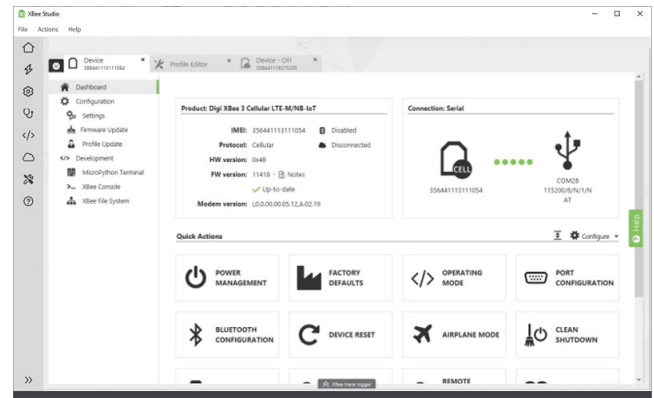 XBee Studio
File Actions Help
Device
356441113111054
Profile Editor
Device - OFI
Dashboard
Configuration
Settings
Firmware Update
Profile Update
Development
MicroPython Terminal
XBee Console
XBee File System
Product: Digi XBee 3 Cellular LTE-M/NB-IoT
IMEI: 356441113111054 Disabled
Protocol: Cellular Disconnected
HW version: 0x4B
FW version: 11418 - Notes
Up-to-date
Modem version: L0.0.00.00.05.12,A.02.19
Connection: Serial
CELL
356441113111054
COM28
115200/8/N/1/N
AT
Help
Quick Actions
Configure
POWER MANAGEMENT
FACTORY DEFAULTS
OPERATING MODE
PORT CONFIGURATION
BLUETOOTH CONFIGURATION
DEVICE RESET
AIRPLANE MODE
CLEAN SHUTDOWN
XBee trace logger
REMOTE